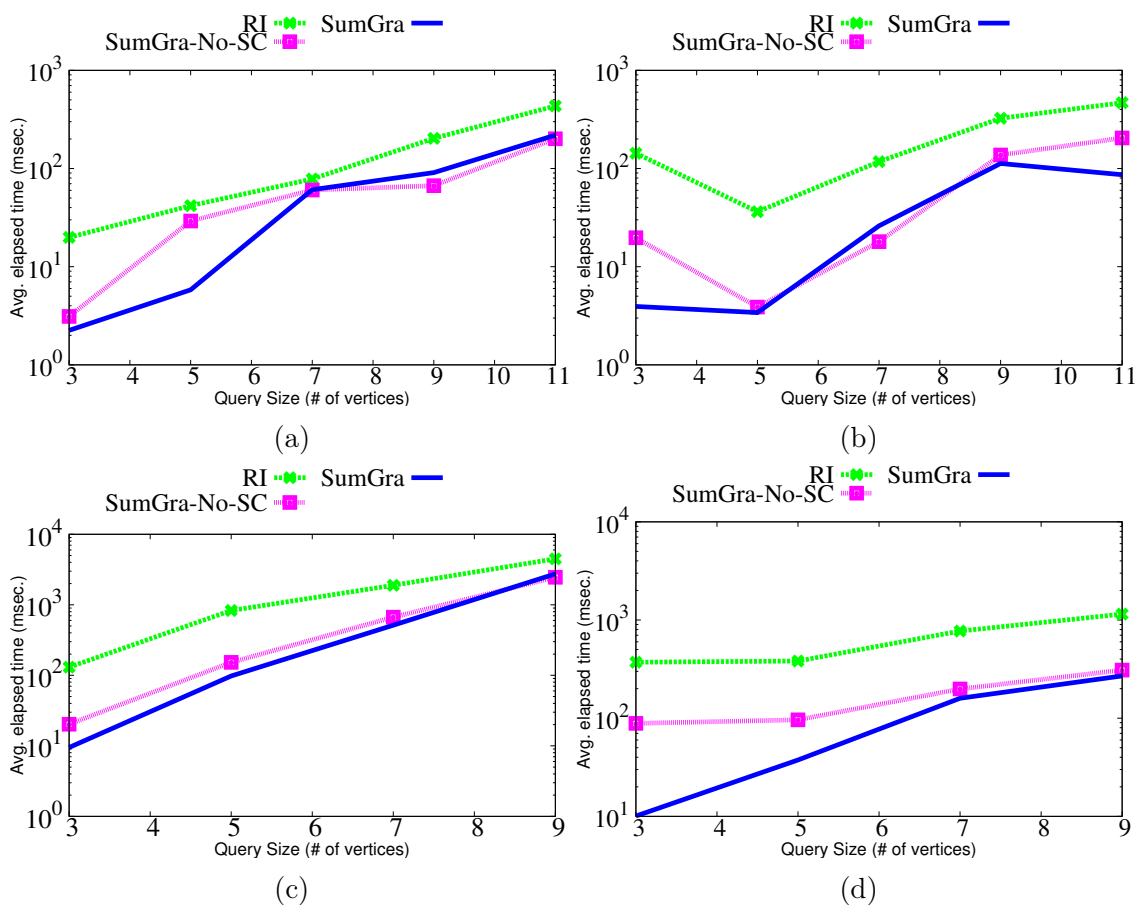 RI SumGra
SumGra-No-SC
10^3
10^2
10^1
10^0
Avg. elapsed time (msec.)
3 4 5 6 7 8 9 10 11
Query Size (# of vertices)
(a)
RI SumGra
SumGra-No-SC
10^3
10^2
10^1
10^0
Avg. elapsed time (msec.)
3 4 5 6 7 8 9 10 11
Query Size (# of vertices)
(b)
RI SumGra
SumGra-No-SC
10^4
10^3
10^2
10^1
10^0
Avg. elapsed time (msec.)
3 4 5 6 7 8 9
Query Size (# of vertices)
(c)
RI SumGra
SumGra-No-SC
10^4
10^3
10^2
10^1
Avg. elapsed time (msec.)
3 4 5 6 7 8 9
Query Size (# of vertices)
(d)